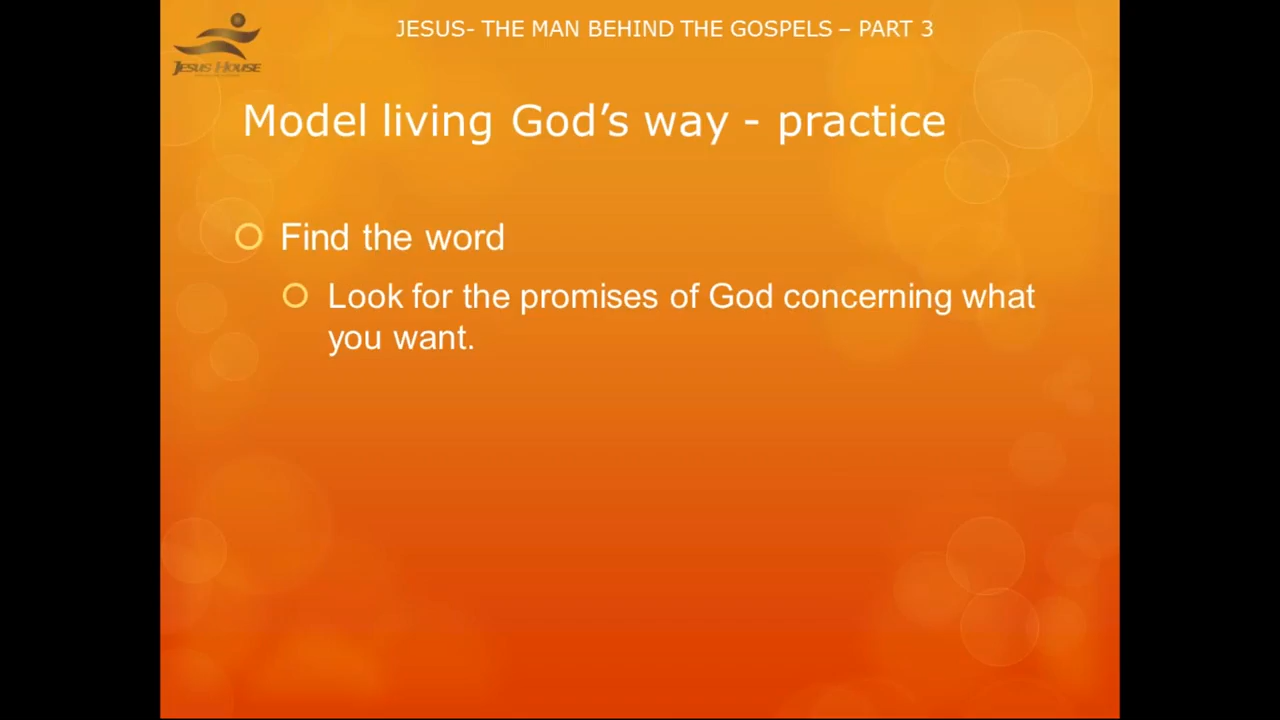 JESUS- THE MAN BEHIND THE GOSPELS – PART 3
JESUS HOUSE
Model living God’s way - practice
Find the word
Look for the promises of God concerning what
you want.